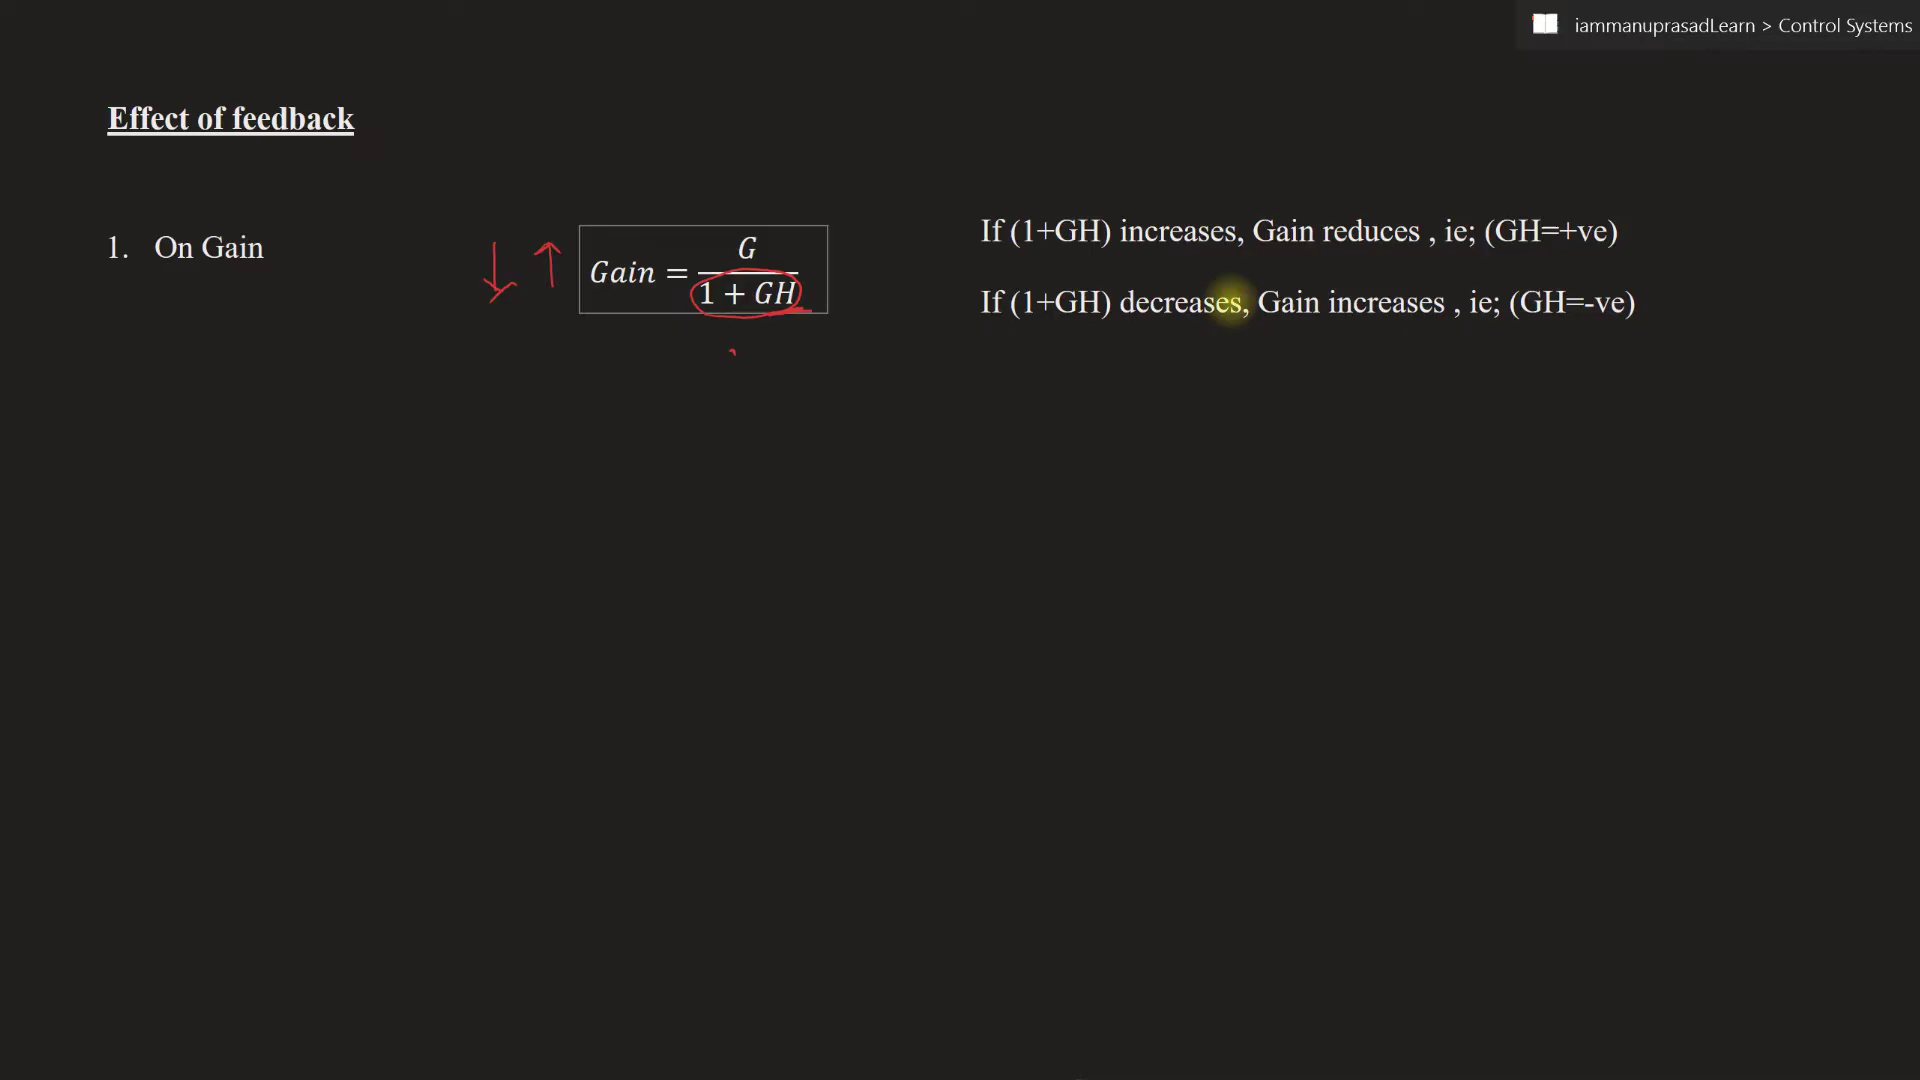 iammanuprasadLearn > Control Systems
Effect of feedback
1. On Gain
↓ ↑
Gain = G / (1 + GH)
If (1+GH) increases, Gain reduces , ie; (GH=+ve)
If (1+GH) decreases, Gain increases , ie; (GH=-ve)